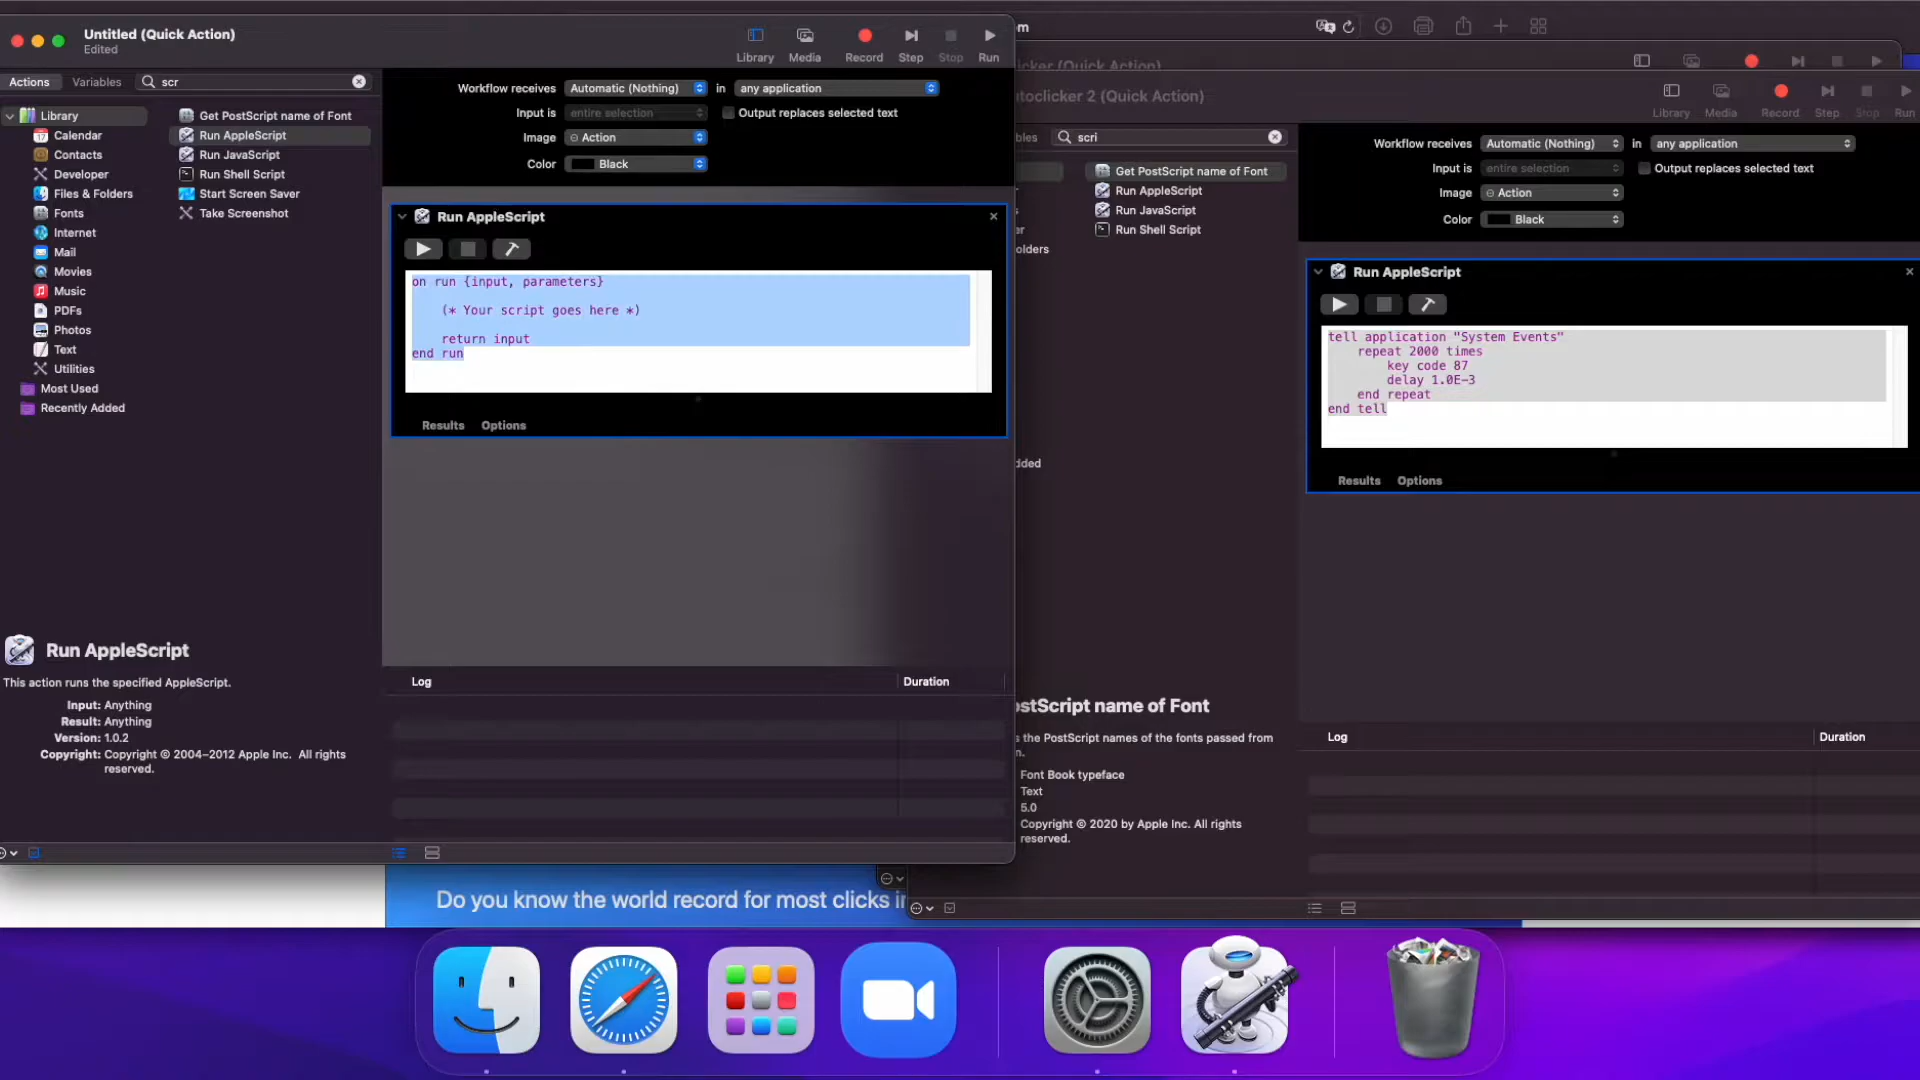 Untitled (Quick Action)
Edited
Library
Media
Record
Step
Stop
Run
Actions
Variables
scr
Library
Calendar
Contacts
Developer
Files & Folders
Fonts
Internet
Mail
Movies
Music
PDFs
Photos
Text
Utilities
Most Used
Recently Added
Get PostScript name of Font
Run AppleScript
Run JavaScript
Run Shell Script
Start Screen Saver
Take Screenshot
Workflow receives Automatic (Nothing) in any application
Input is entire selection Output replaces selected text
Image Action
Color Black
Run AppleScript
on run {input, parameters}
(* Your script goes here *)
return input
end run
Results Options
Run AppleScript
This action runs the specified AppleScript.
Input: Anything
Result: Anything
Version: 1.0.2
Copyright: Copyright © 2004–2012 Apple Inc. All rights
reserved.
Log Duration
m
icker (Quick Action)
utoclicker 2 (Quick Action)
Library
Media
Record
Step
Stop
Run
bles
scri
er
olders
dded
Get PostScript name of Font
Run AppleScript
Run JavaScript
Run Shell Script
Workflow receives Automatic (Nothing) in any application
Input is entire selection Output replaces selected text
Image Action
Color Black
Run AppleScript
tell application "System Events"
repeat 2000 times
key code 87
delay 1.0E-3
end repeat
end tell
Results Options
ostScript name of Font
s the PostScript names of the fonts passed from
n.
Font Book typeface
Text
5.0
Copyright © 2020 by Apple Inc. All rights
reserved.
Log Duration
Do you know the world record for most clicks in
17